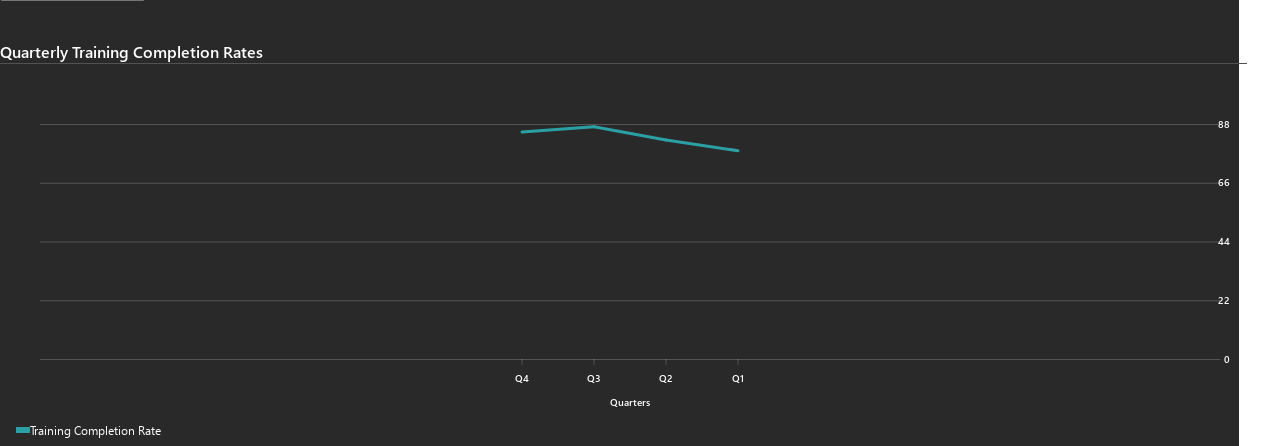 Quarterly Training Completion Rates
88
66
44
22
0
Q4 Q3 Q2 Q1
Quarters
Training Completion Rate